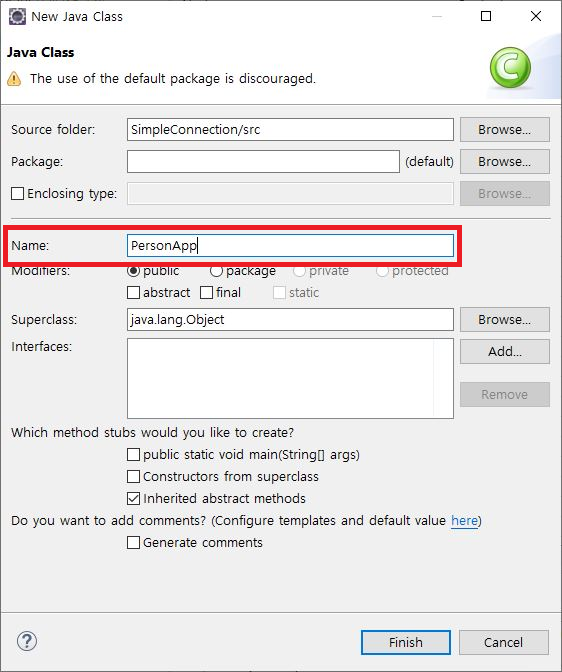 New Java Class
Java Class
The use of the default package is discouraged.
Source folder: SimpleConnection/src Browse...
Package: (default) Browse...
Enclosing type: Browse...
Name: PersonApp
Modifiers: public package private protected
abstract final static
Superclass: java.lang.Object Browse...
Interfaces: Add...
Remove
Which method stubs would you like to create?
public static void main(String[] args)
Constructors from superclass
Inherited abstract methods
Do you want to add comments? (Configure templates and default value here)
Generate comments
? Finish Cancel